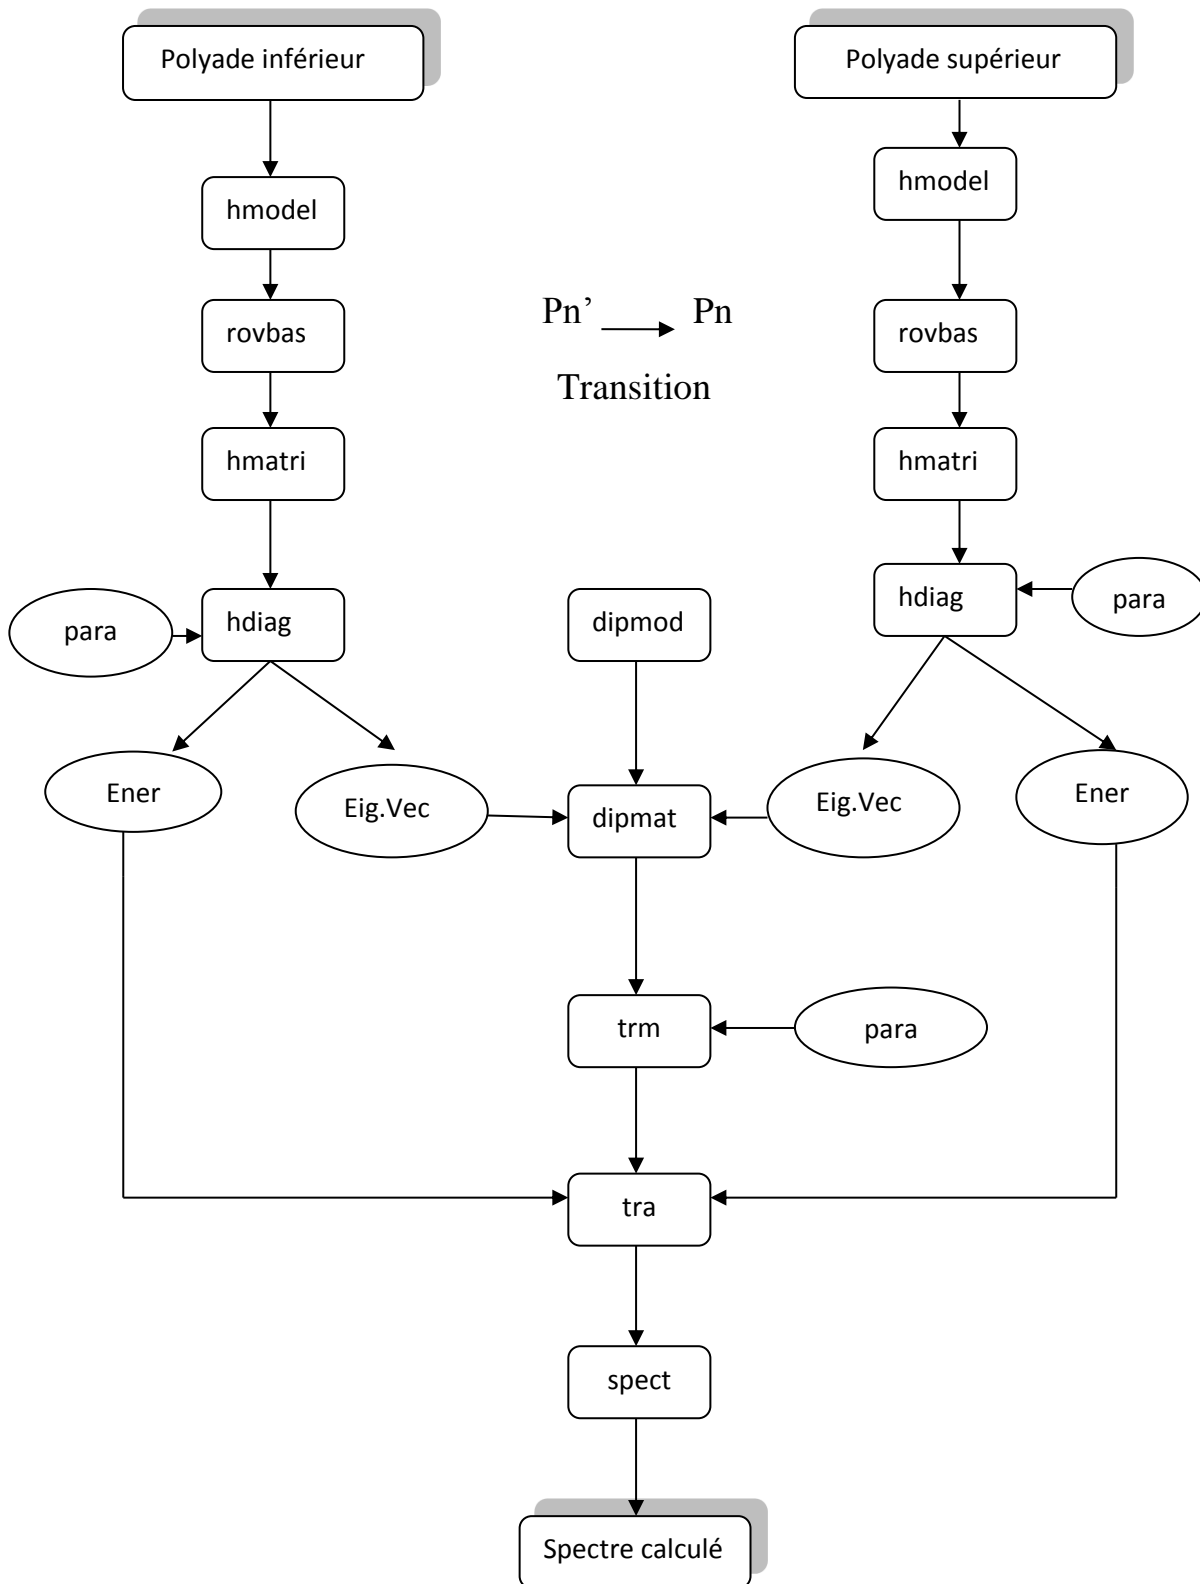 Polyade inférieur
Polyade supérieur
hmodel
hmodel
Pn’ Pn
rovbas
rovbas
Transition
hmatri
hmatri
para
hdiag
dipmod
hdiag
para
Ener
Eig.Vec
dipmat
Eig.Vec
Ener
trm
para
tra
spect
Spectre calculé